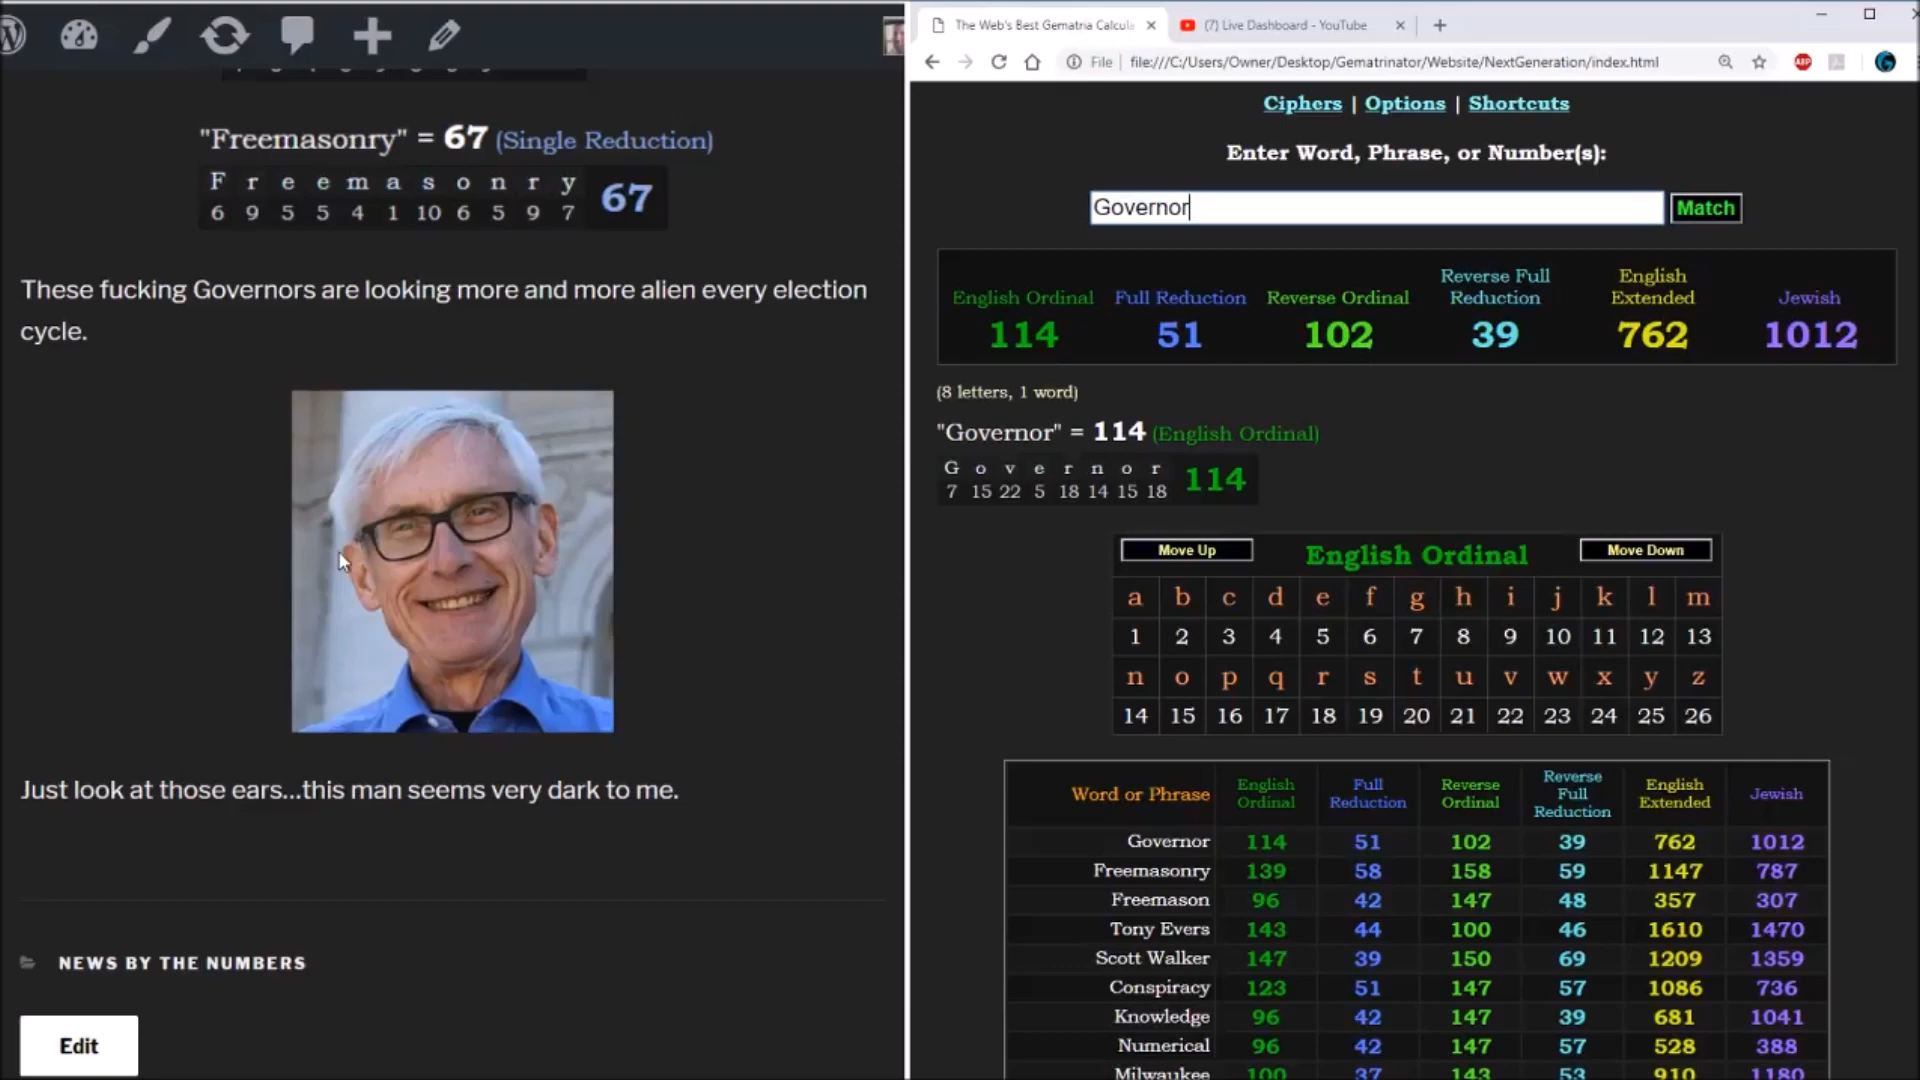 "Freemasonry" = 67 (Single Reduction)
F r e e m a s o n r y
6 9 5 5 4 1 10 6 5 9 7
67
These fucking Governors are looking more and more alien every election
cycle.
Just look at those ears...this man seems very dark to me.
NEWS BY THE NUMBERS
Edit
The Web's Best Gematria Calcula
(7) Live Dashboard - YouTube
File | file:///C:/Users/Owner/Desktop/Gematrinator/Website/NextGeneration/index.html
ABP
Ciphers | Options | Shortcuts
Enter Word, Phrase, or Number(s):
Governor
Match
English Ordinal Full Reduction Reverse Ordinal Reverse Full Reduction English Extended Jewish
114 51 102 39 762 1012
(8 letters, 1 word)
"Governor" = 114 (English Ordinal)
G o v e r n o r
7 15 22 5 18 14 15 18
114
Move Up English Ordinal Move Down
a b c d e f g h i j k l m
1 2 3 4 5 6 7 8 9 10 11 12 13
n o p q r s t u v w x y z
14 15 16 17 18 19 20 21 22 23 24 25 26
Word or Phrase English Ordinal Full Reduction Reverse Ordinal Reverse Full Reduction English Extended Jewish
Governor 114 51 102 39 762 1012
Freemasonry 139 58 158 59 1147 787
Freemason 96 42 147 48 357 307
Tony Evers 143 44 100 46 1610 1470
Scott Walker 147 39 150 69 1209 1359
Conspiracy 123 51 147 57 1086 736
Knowledge 96 42 147 39 681 1041
Numerical 96 42 147 57 528 388
Milwaukee 100 37 143 53 910 1180